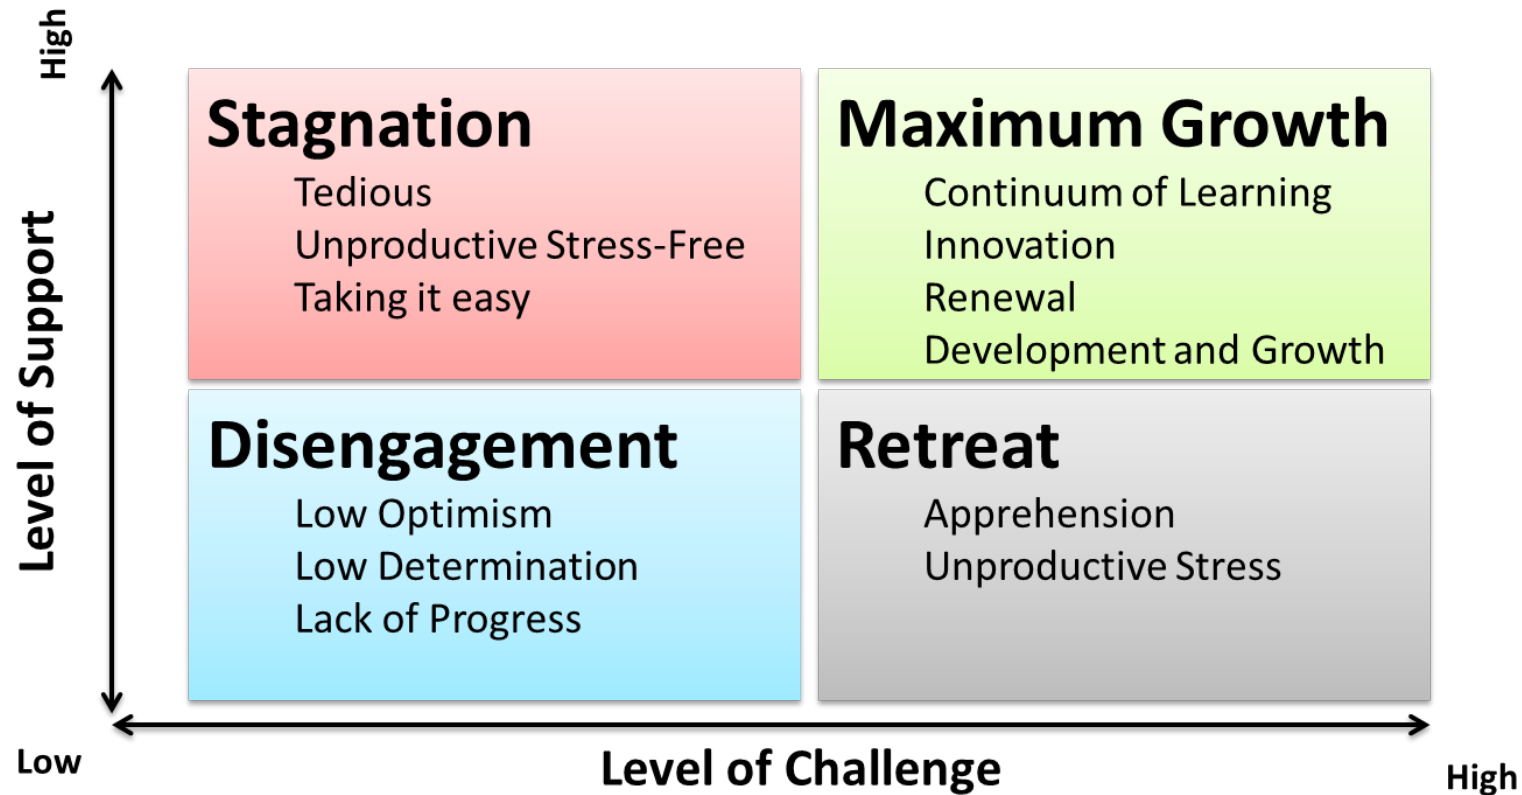 High
Level of Support
Stagnation
Tedious
Unproductive Stress-Free
Taking it easy
Maximum Growth
Continuum of Learning
Innovation
Renewal
Development and Growth
Disengagement
Low Optimism
Low Determination
Lack of Progress
Retreat
Apprehension
Unproductive Stress
Low
Level of Challenge
High